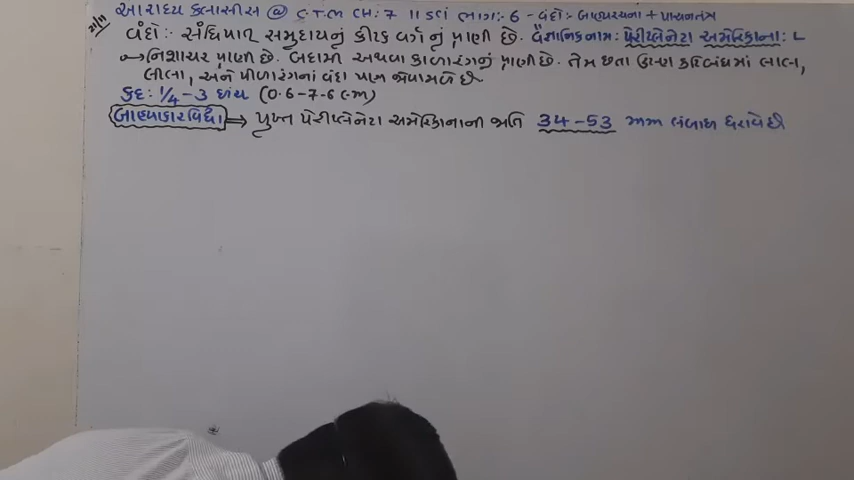 આરાધ્ય ક્લાસીસ @ C.T.M CH: 7 11 Sci ભાગ: 6 - વંદો:- બાહ્યરચના + પાચનતંત્ર
વંદો:- સંધિપાદ સમુદાયનું કીટક વર્ગનું પ્રાણી છે. વૈજ્ઞાનિકનામ: પેરીપ્લેનેટા અમેરિકાના: L
→ નિશાચર પ્રાણી છે. બદામી અથવા કાળારંગનું પ્રાણી છે. તેમ છતા ઉષ્ણ કટિબંધમાં લાલ,
લીલા, અને પીળારંગનાં વંદા પણ જોવામળે છે.
કદ: 1/4 - 3 ઇંચ (0.6 - 7.6 cm)
બાહ્યાકારવિદ્યા ⇒ પુખ્ત પેરીપ્લેનેટા અમેરિકાનાની જાતિ 34 - 53 mm લંબાઇ ધરાવે છે